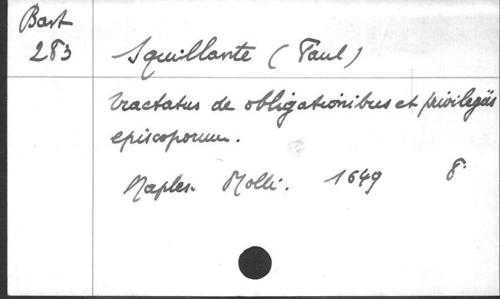 Bart
283
Squillante (Paul)
tractatus de obligationibus et privilegiis
episcoporum.
Naples. Molli. 1649 8°